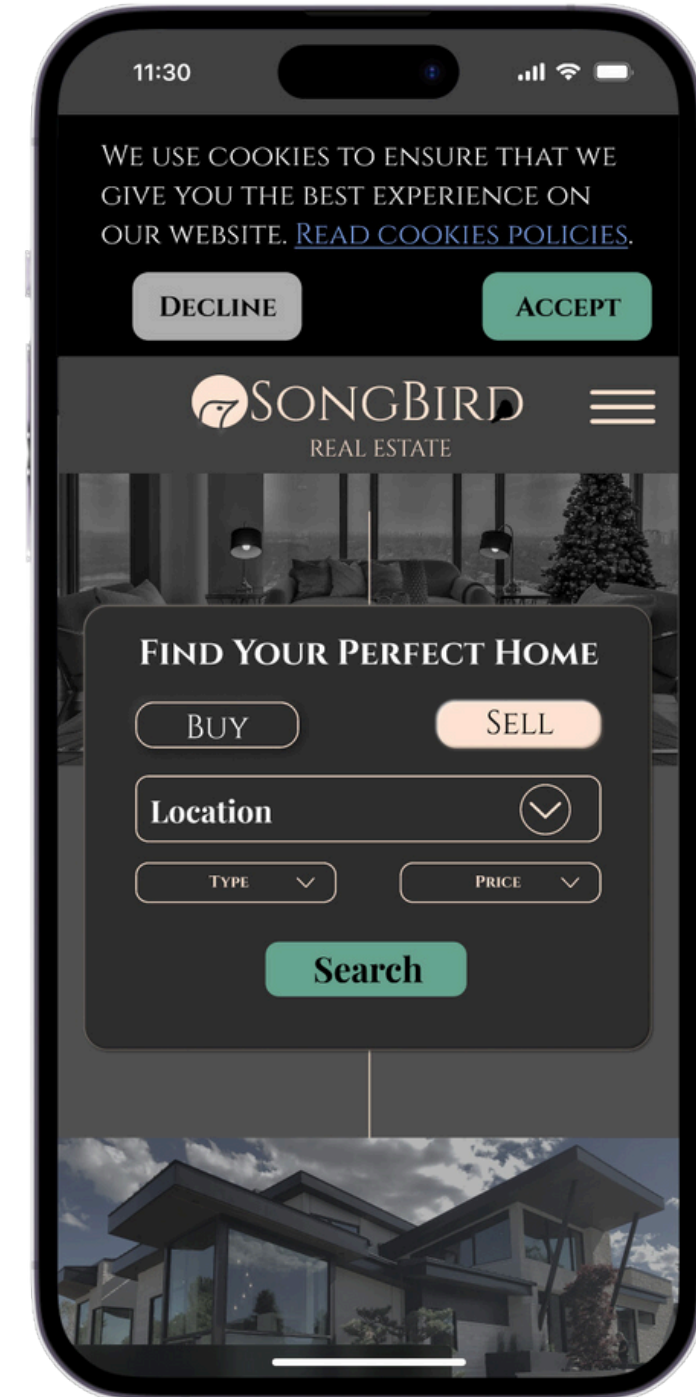 11:30
We use cookies to ensure that we
give you the best experience on
our website. Read cookies policies.
Decline Accept
SongBird
REAL ESTATE
Find Your Perfect Home
Buy Sell
Location
Type Price
Search